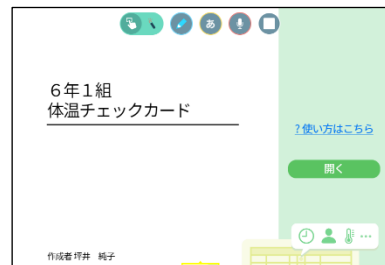 あ
６年１組
体温チェックカード
?使い方はこちら
開く
作成者 坪井　純子